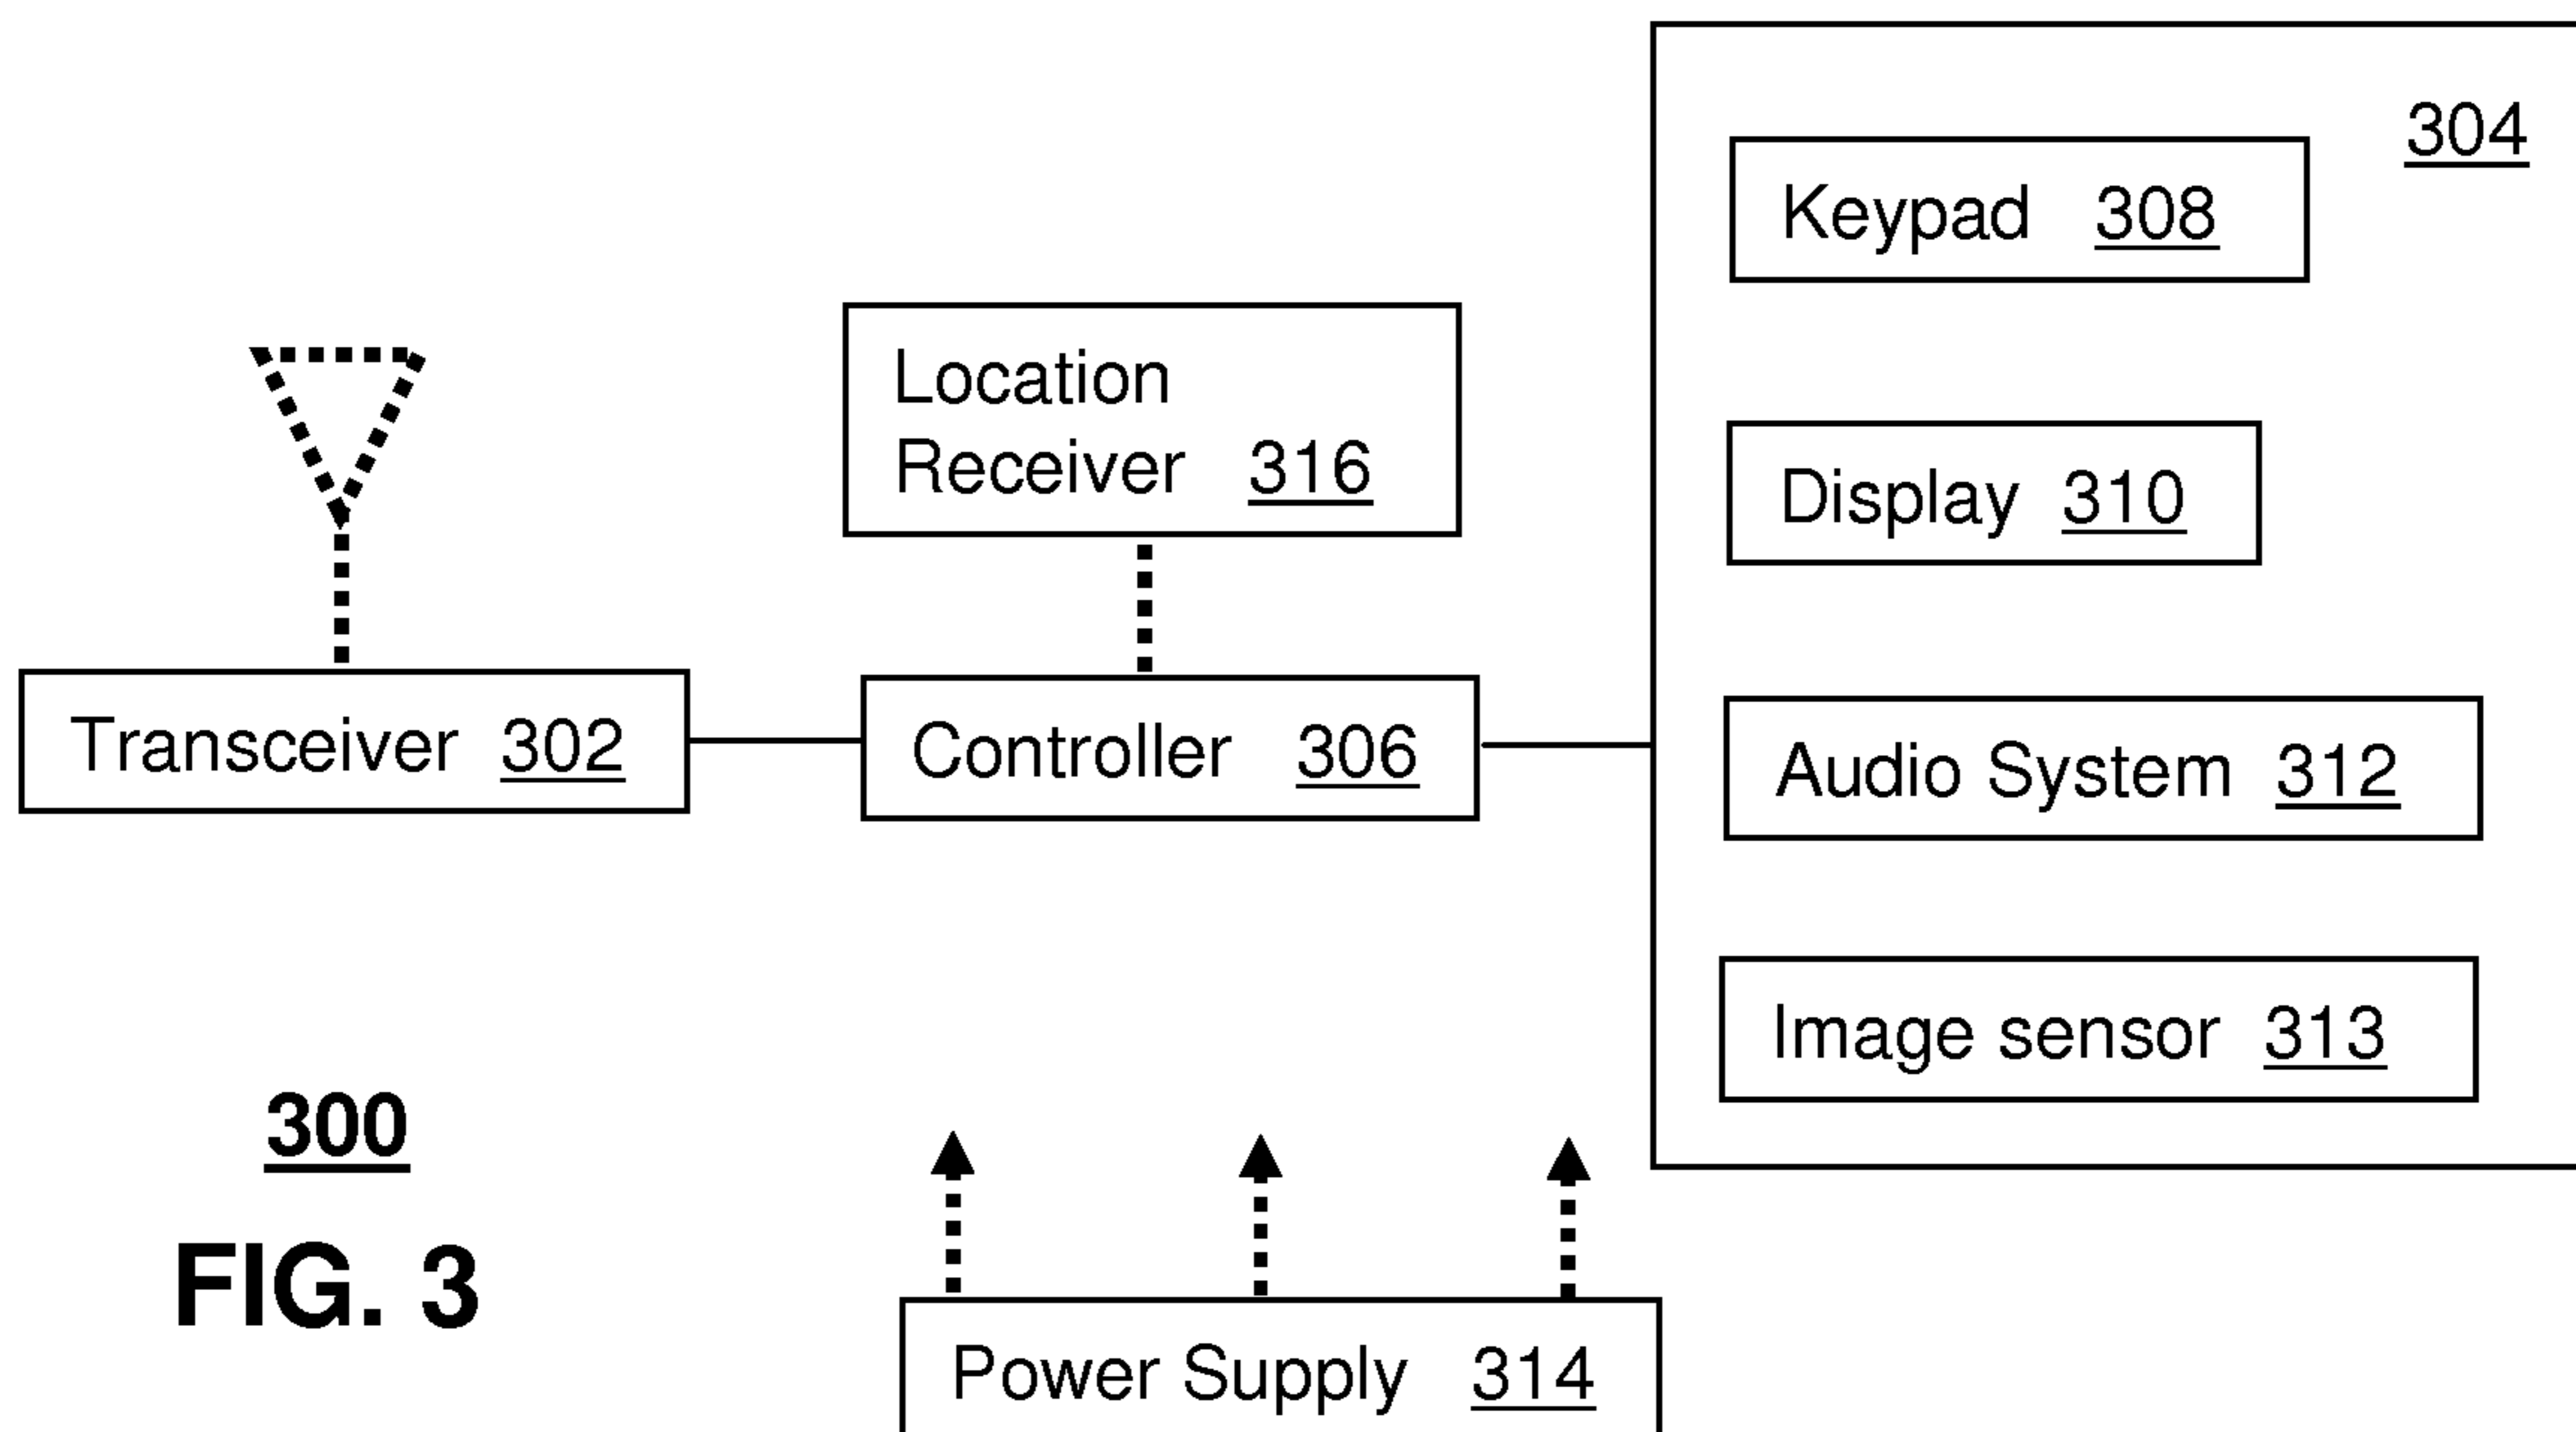 304
Keypad 308
Location
Receiver 316
Display 310
Transceiver 302
Controller 306
Audio System 312
Image sensor 313
300
FIG. 3
Power Supply 314